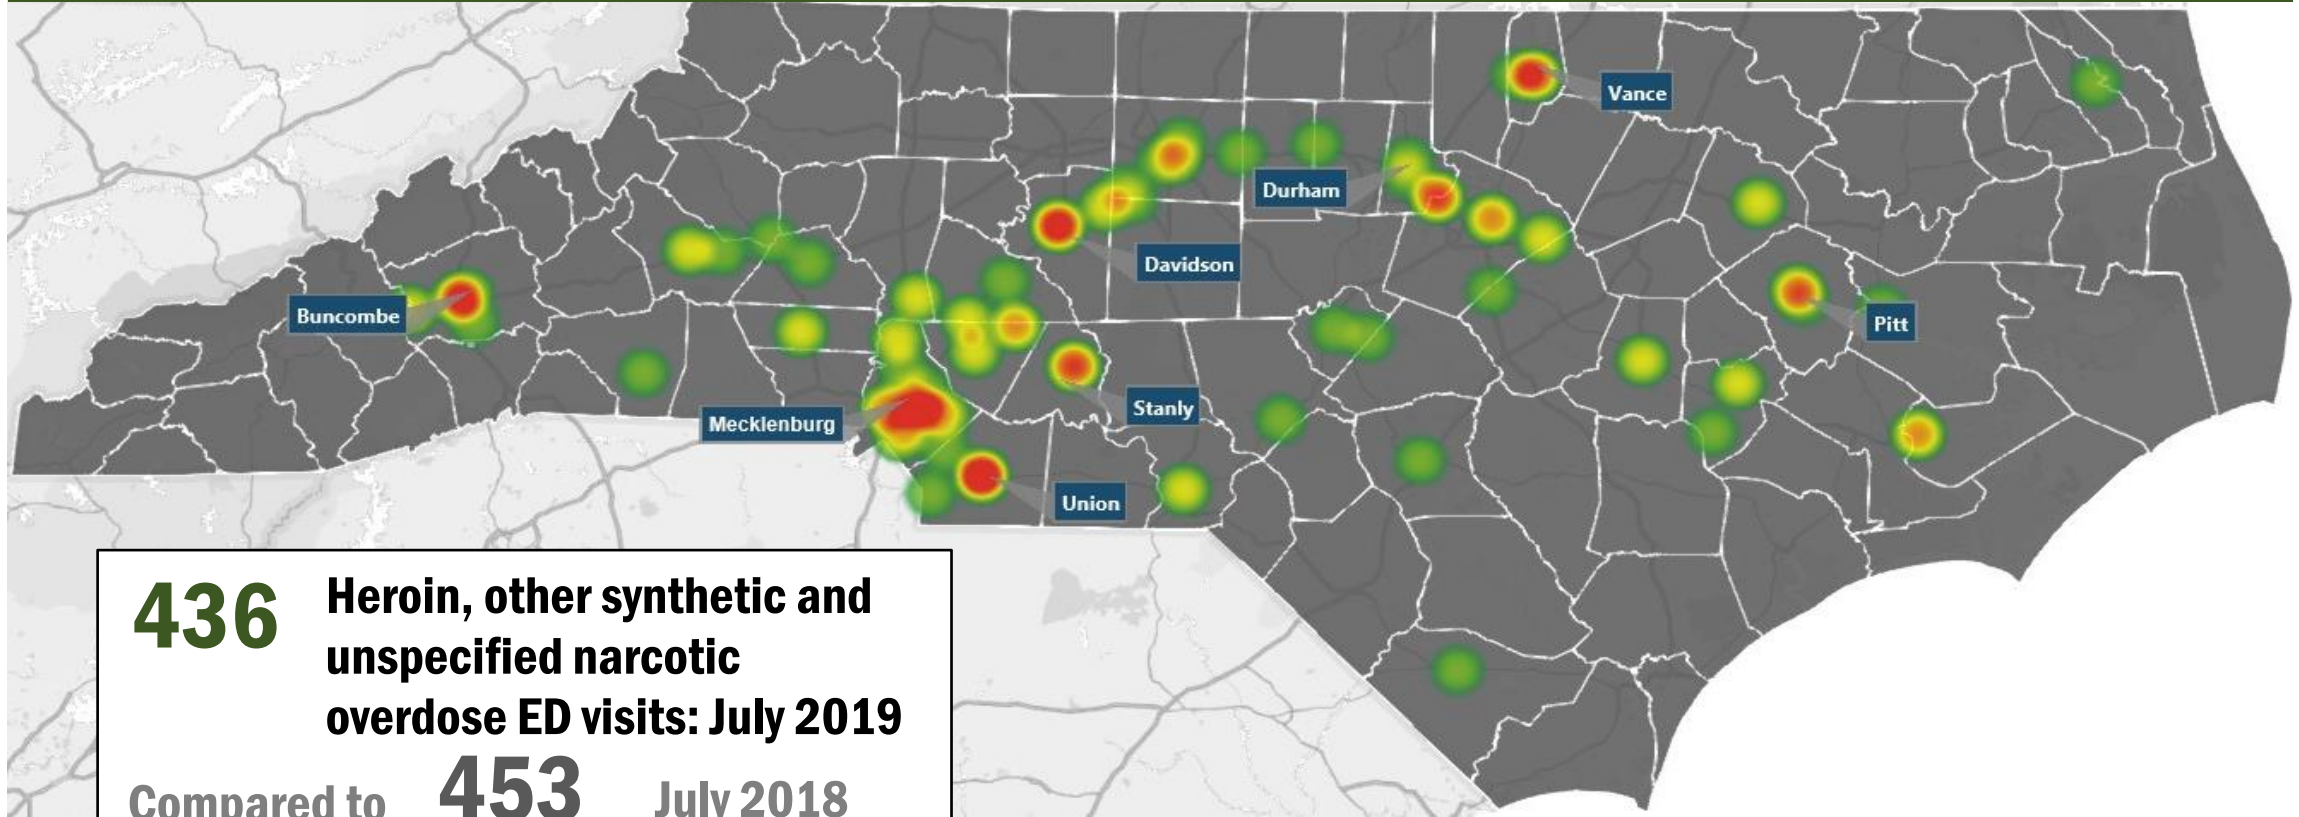 Vance
Durham
Davidson
Buncombe
Pitt
Stanly
Mecklenburg
Union
436 Heroin, other synthetic and
unspecified narcotic
overdose ED visits: July 2019
Compared to 453 July 2018